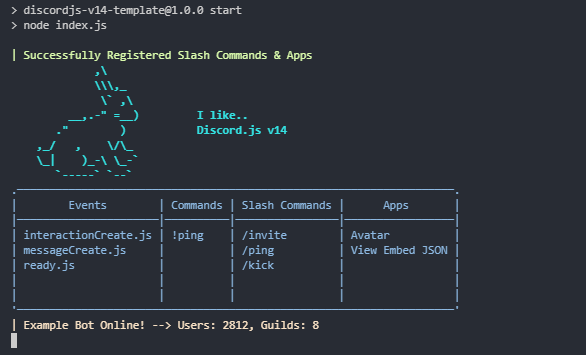 > discordjs-v14-template@1.0.0 start
> node index.js
| Successfully Registered Slash Commands & Apps
I like..
Discord.js v14
| Events | Commands | Slash Commands | Apps |
| interactionCreate.js | !ping | /invite | Avatar |
| messageCreate.js | | /ping | View Embed JSON |
| ready.js | | /kick | |
| Example Bot Online! --> Users: 2812, Guilds: 8